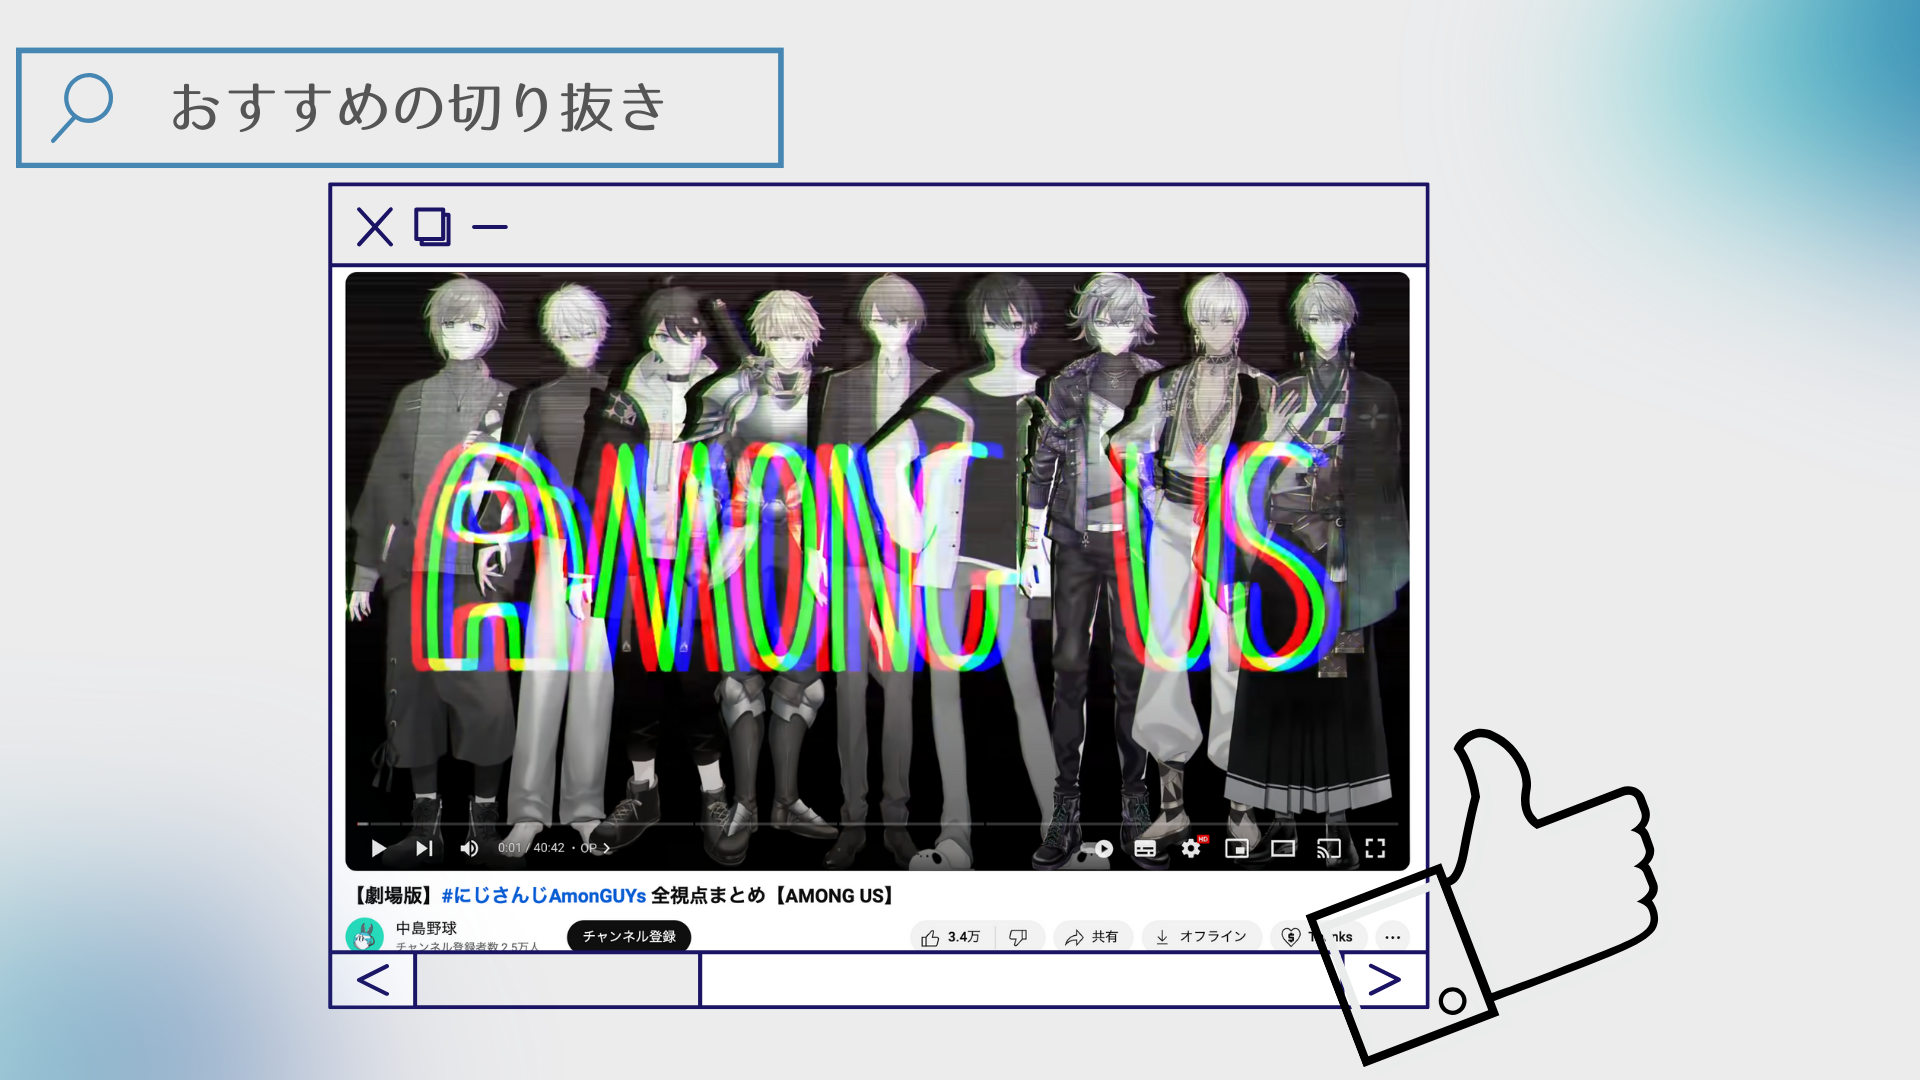 おすすめの切り抜き
AMONG US
0:01 / 40:42 ・ OP
HD
【劇場版】#にじさんじAmonGUYs 全視点まとめ【AMONG US】
中島野球
チャンネル登録者数 2.5万人
チャンネル登録
3.4万
共有
オフライン
Thanks